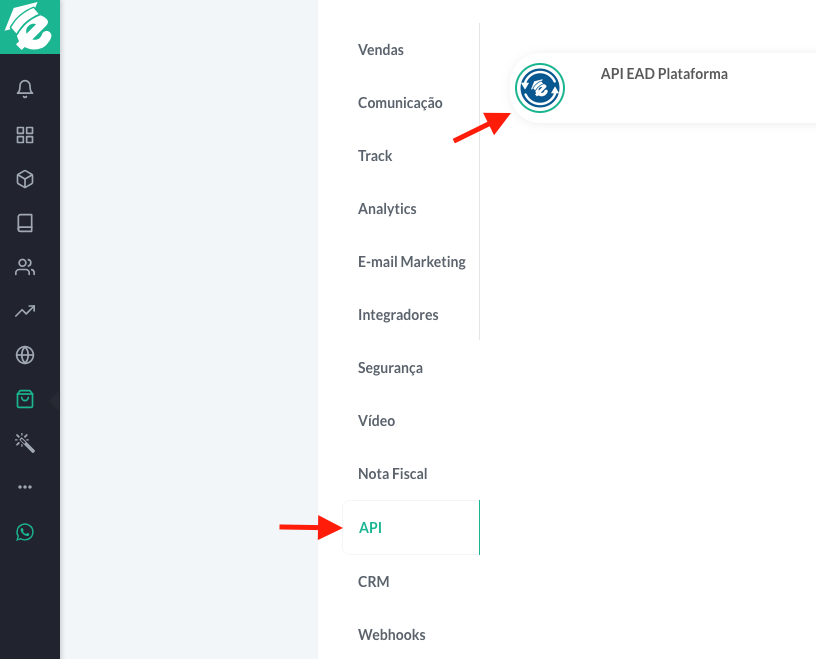 Vendas
Comunicação
Track
Analytics
E-mail Marketing
Integradores
Segurança
Vídeo
Nota Fiscal
API
CRM
Webhooks
API EAD Plataforma